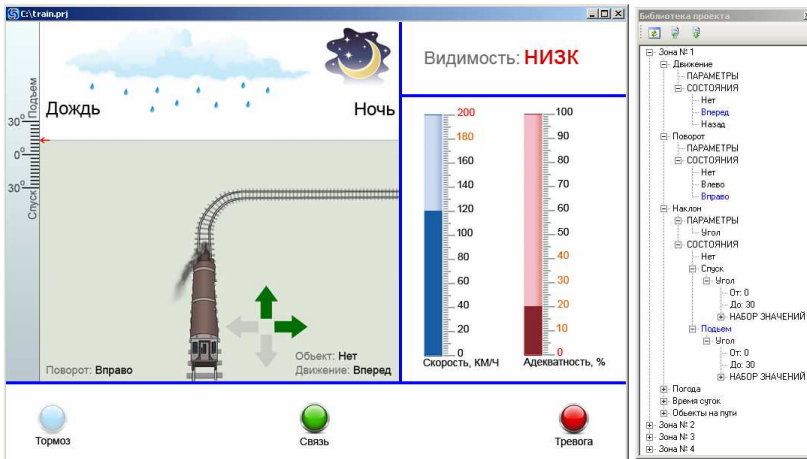 C:\train.prj
Видимость: НИЗК
Дождь
Ночь
Подъем
30°
0°
30°
Спуск
200
180
160
140
120
100
80
60
40
20
0
Скорость, КМ/Ч
100
90
80
70
60
50
40
30
20
10
0
Адекватность, %
Поворот: Вправо
Обьект: Нет
Движение: Вперед
Тормоз
Связь
Тревога
Библиотека проекта
Зона № 1
Движение
ПАРАМЕТРЫ
СОСТОЯНИЯ
Нет
Вперед
Назад
Поворот
ПАРАМЕТРЫ
СОСТОЯНИЯ
Нет
Влево
Вправо
Наклон
ПАРАМЕТРЫ
Угол
СОСТОЯНИЯ
Нет
Спуск
Угол
От: 0
До: 30
НАБОР ЗНАЧЕНИЙ
Подьем
Угол
От: 0
До: 30
НАБОР ЗНАЧЕНИЙ
Погода
Время суток
Обьекты на пути
Зона № 2
Зона № 3
Зона № 4